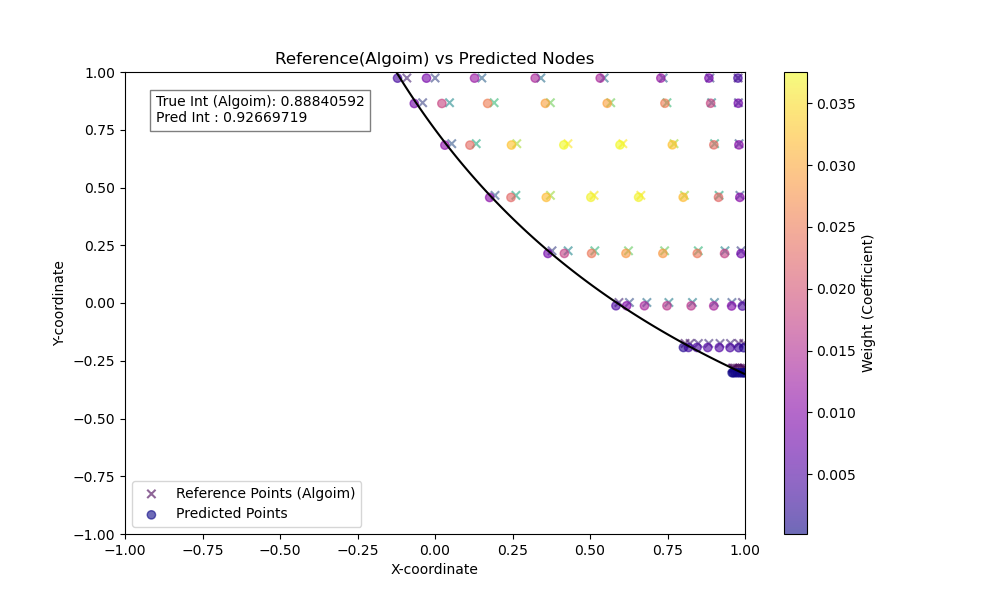 Reference(Algoim) vs Predicted Nodes
True Int (Algoim): 0.88840592
Pred Int : 0.92669719
1.00
0.75
0.50
0.25
0.00
−0.25
−0.50
−0.75
−1.00
Y-coordinate
Reference Points (Algoim)
Predicted Points
−1.00 −0.75 −0.50 −0.25 0.00 0.25 0.50 0.75 1.00
X-coordinate
0.035
0.030
0.025
0.020
0.015
0.010
0.005
Weight (Coefficient)